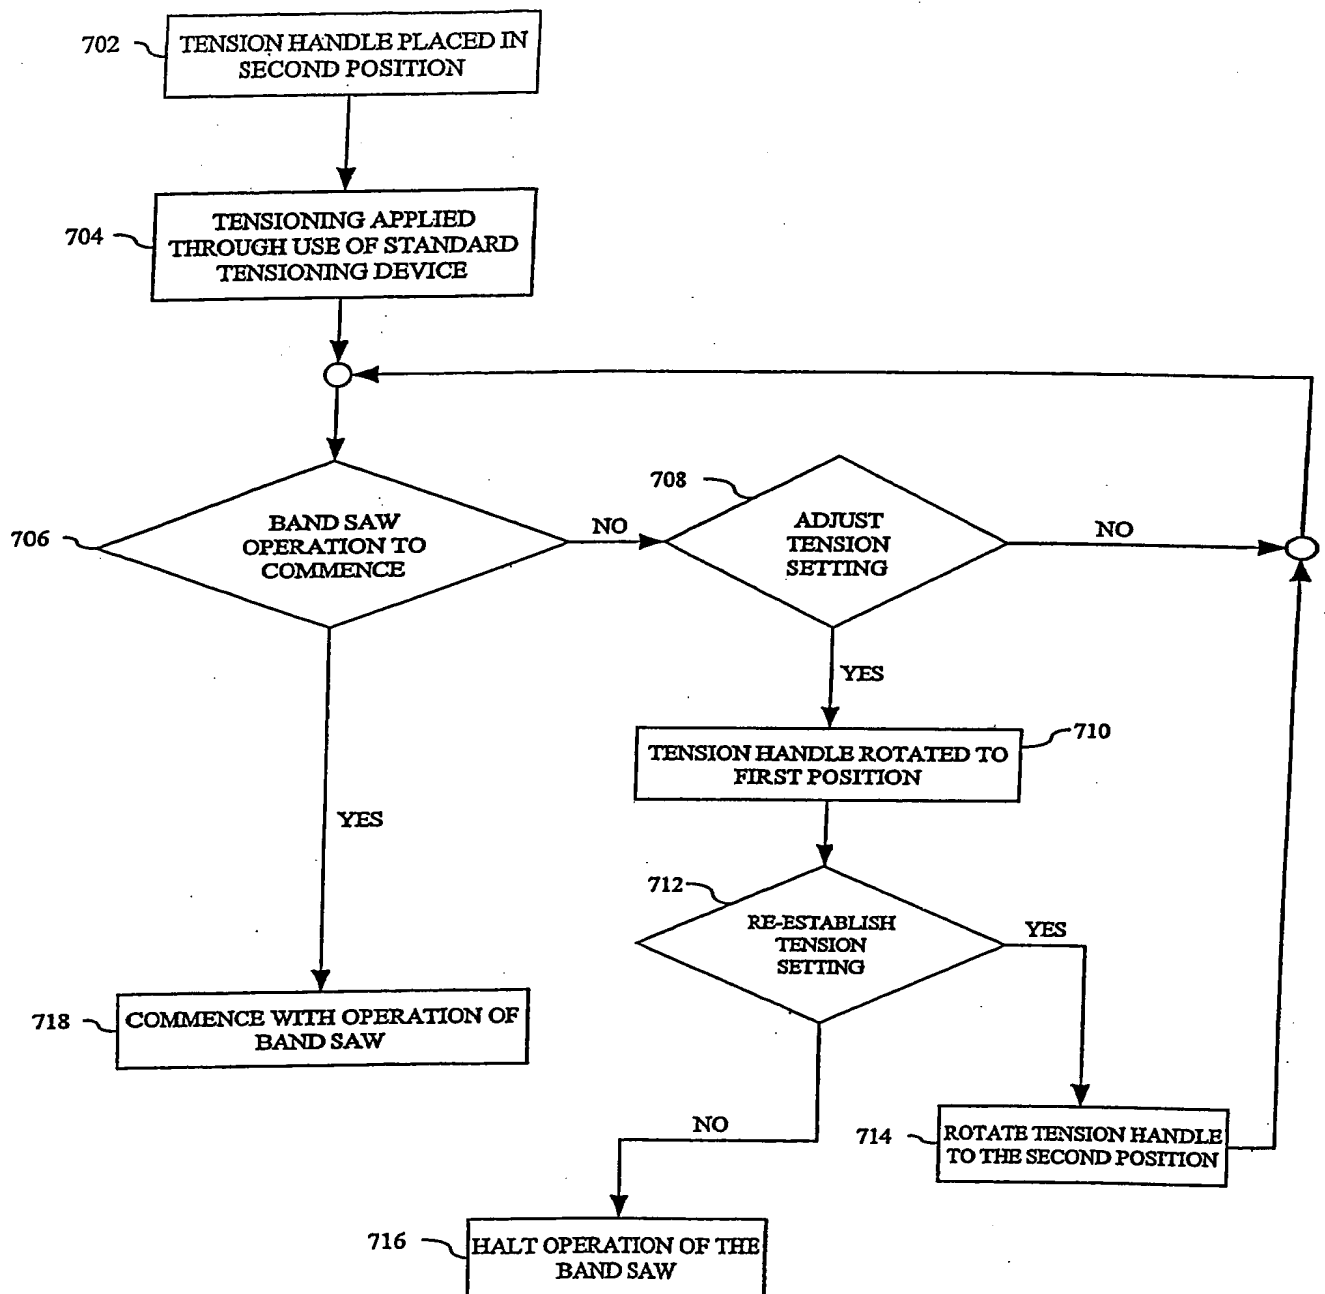 702
TENSION HANDLE PLACED IN
SECOND POSITION
704
TENSIONING APPLIED
THROUGH USE OF STANDARD
TENSIONING DEVICE
706
BAND SAW
OPERATION TO
COMMENCE
NO
708
ADJUST
TENSION
SETTING
NO
YES
710
TENSION HANDLE ROTATED TO
FIRST POSITION
YES
712
RE-ESTABLISH
TENSION
SETTING
YES
718
COMMENCE WITH OPERATION OF
BAND SAW
NO
714
ROTATE TENSION HANDLE
TO THE SECOND POSITION
716
HALT OPERATION OF THE
BAND SAW